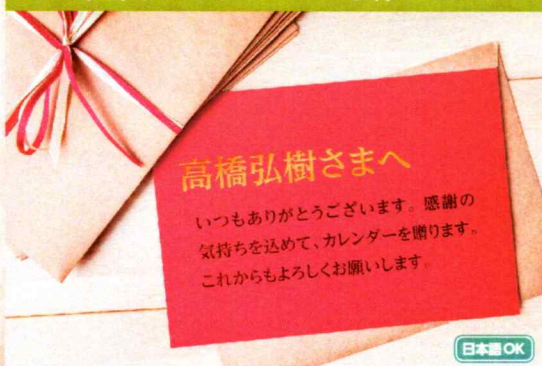 高橋弘樹さまへ
いつもありがとうございます。感謝の
気持ちを込めて、カレンダーを贈ります。
これからもよろしくお願いします。
日本語OK